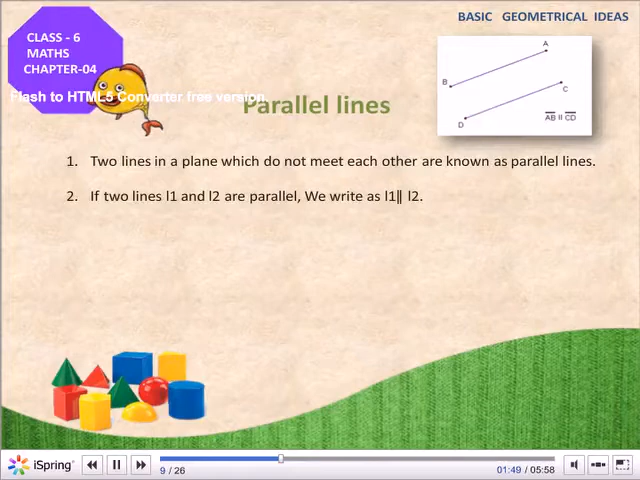 BASIC GEOMETRICAL IDEAS
CLASS - 6
MATHS
CHAPTER-04
Flash to HTML5 Converter free version.
Parallel lines
A
B
C
D
AB II CD
1. Two lines in a plane which do not meet each other are known as parallel lines.
2. If two lines l1 and l2 are parallel, We write as l1‖ l2.
iSpring
9 / 26
01:49 / 05:58